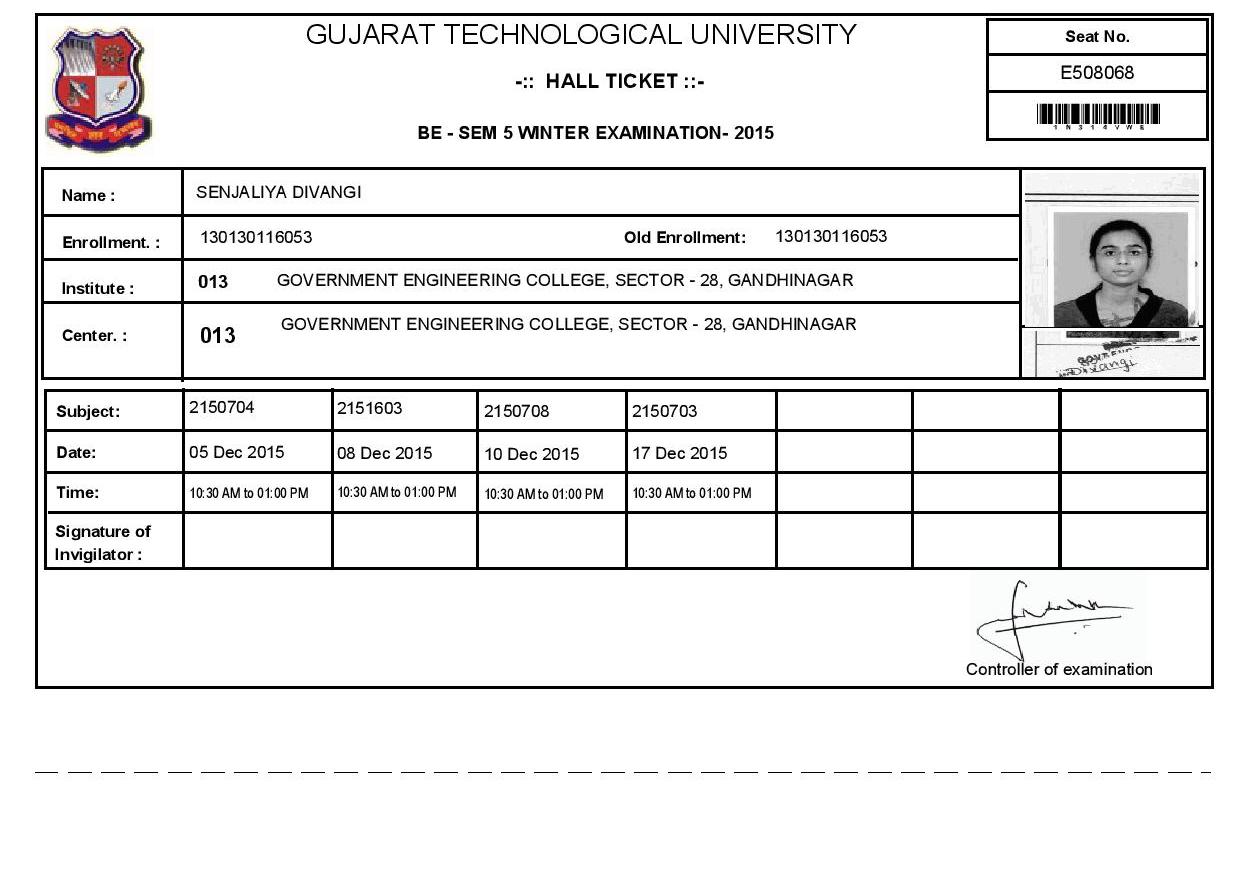 GUJARAT TECHNOLOGICAL UNIVERSITY
-:: HALL TICKET ::-
BE - SEM 5 WINTER EXAMINATION- 2015
Seat No.
E508068
1N314VWE
Name : SENJALIYA DIVANGI
Enrollment. : 130130116053 Old Enrollment: 130130116053
Institute : 013 GOVERNMENT ENGINEERING COLLEGE, SECTOR - 28, GANDHINAGAR
Center. : 013 GOVERNMENT ENGINEERING COLLEGE, SECTOR - 28, GANDHINAGAR
Divangi
Subject: 2150704 2151603 2150708 2150703
Date: 05 Dec 2015 08 Dec 2015 10 Dec 2015 17 Dec 2015
Time: 10:30 AM to 01:00 PM 10:30 AM to 01:00 PM 10:30 AM to 01:00 PM 10:30 AM to 01:00 PM
Signature of
Invigilator :
Controller of examination